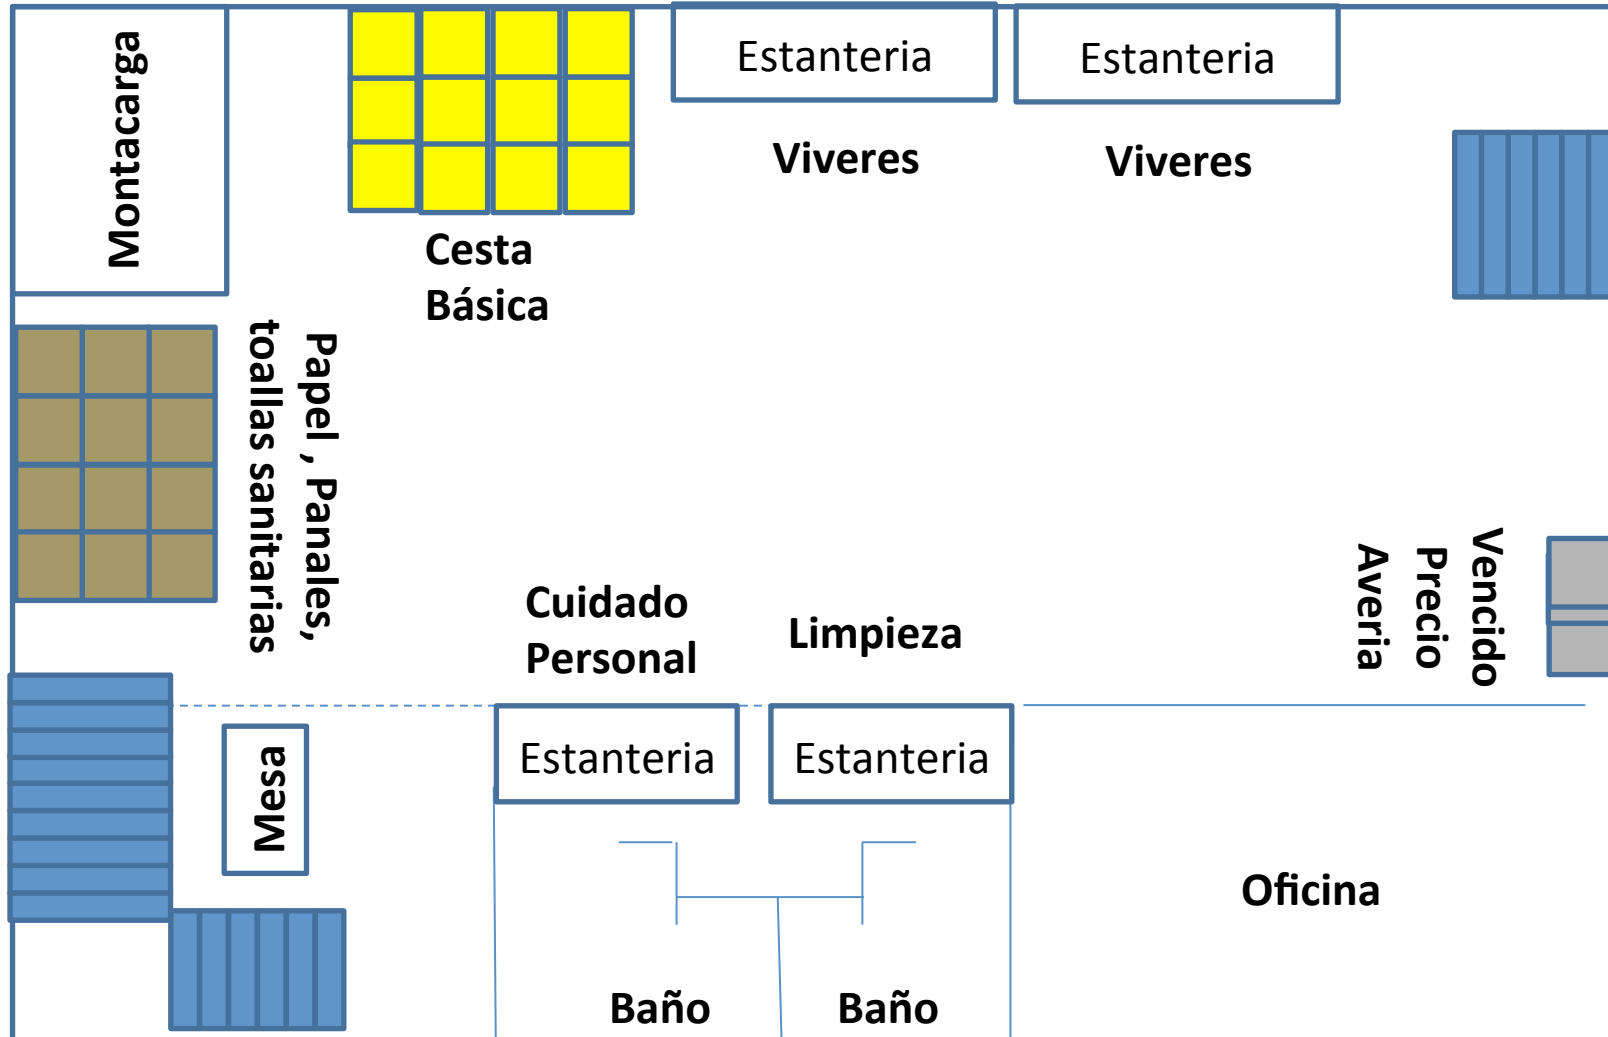 Montacarga
Estanteria
Estanteria
Viveres
Viveres
Cesta
Básica
Papel , Panales,
toallas sanitarias
Vencido
Precio
Averia
Cuidado
Personal
Limpieza
Mesa
Estanteria
Estanteria
Oficina
Baño
Baño